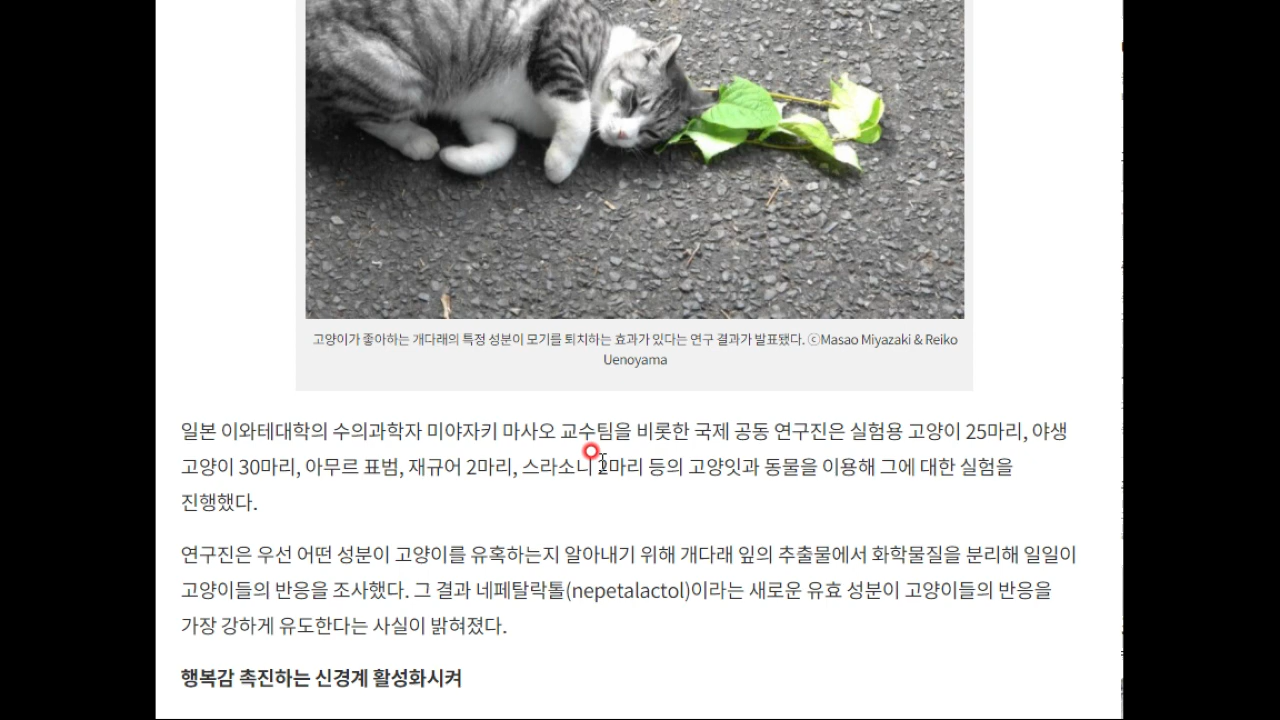 고양이가 좋아하는 개다래의 특정 성분이 모기를 퇴치하는 효과가 있다는 연구 결과가 발표됐다. ⓒMasao Miyazaki & Reiko
Uenoyama
일본 이와테대학의 수의과학자 미야자키 마사오 교수팀을 비롯한 국제 공동 연구진은 실험용 고양이 25마리, 야생
고양이 30마리, 아무르 표범, 재규어 2마리, 스라소니 2마리 등의 고양잇과 동물을 이용해 그에 대한 실험을
진행했다.
연구진은 우선 어떤 성분이 고양이를 유혹하는지 알아내기 위해 개다래 잎의 추출물에서 화학물질을 분리해 일일이
고양이들의 반응을 조사했다. 그 결과 네페탈락톨(nepetalactol)이라는 새로운 유효 성분이 고양이들의 반응을
가장 강하게 유도한다는 사실이 밝혀졌다.
행복감 촉진하는 신경계 활성화시켜